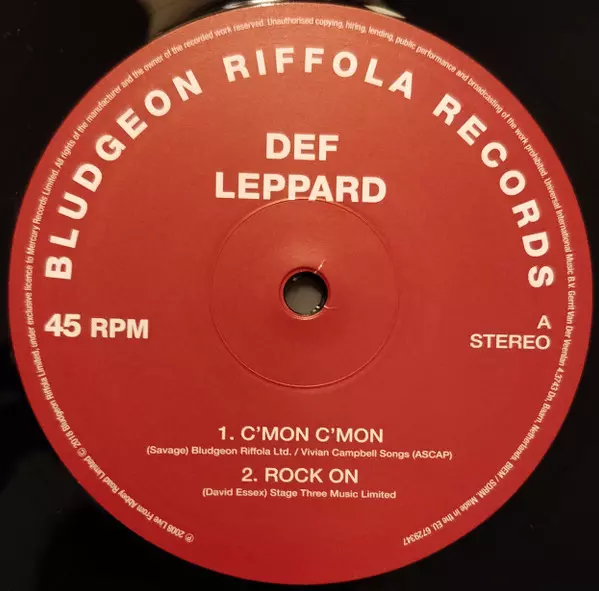 BLUDGEON RIFFOLA RECORDS
DEF
LEPPARD
45 RPM
A
STEREO
1. C'MON C'MON
(Savage) Bludgeon Riffola Ltd. / Vivian Campbell Songs (ASCAP)
2. ROCK ON
(David Essex) Stage Three Music Limited
℗ 2008 Live From Abbey Road Limited © 2018 Bludgeon Riffola Limited, under exclusive licence to Mercury Records Limited. All rights of the manufacturer and the owner of the recorded work reserved. Unauthorised copying, hiring, lending, public performance and broadcasting of the work prohibited. Universal International Music B.V. Gerrit Van Der Veenlan 4, 3743 Dn, Baarn, Netherlands. BIEM / SDRM. Made in the EU. 6729347